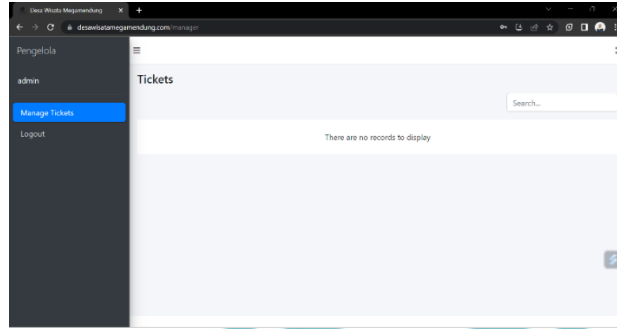 Desa Wisata Megamendung
desawisatamegamendung.com/manager
Pengelola
admin
Manage Tickets
Logout
Tickets
Search...
There are no records to display